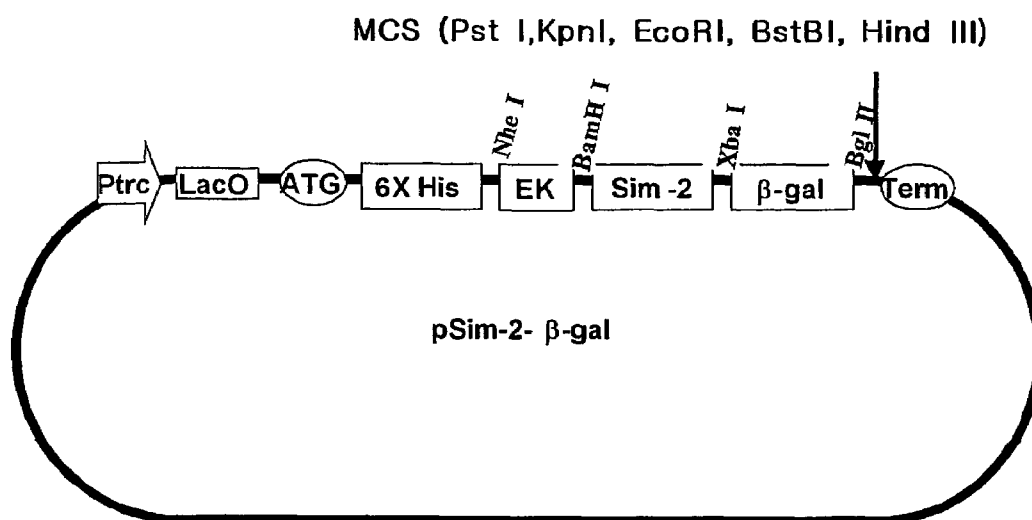 MCS (Pst I,KpnI, EcoRI, BstBI, Hind III)
Nhe I
BamH I
Xba I
Bgl II
Ptrc LacO ATG 6X His EK Sim -2 β-gal Term
pSim-2- β-gal